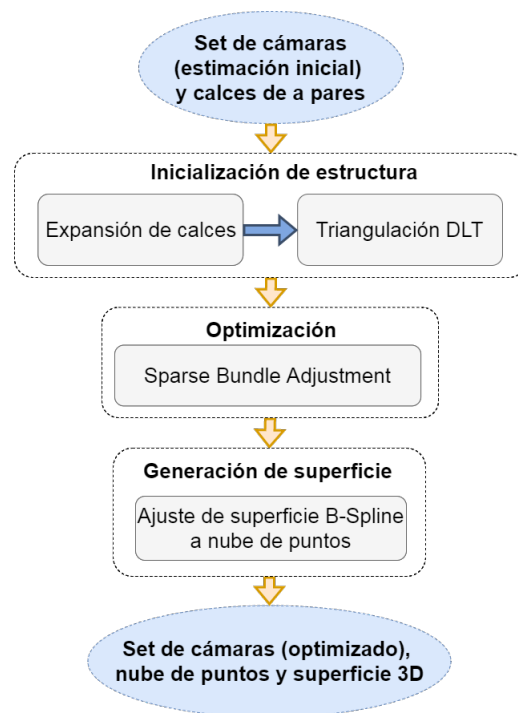 Set de cámaras
(estimación inicial)
y calces de a pares
Inicialización de estructura
Expansión de calces
Triangulación DLT
Optimización
Sparse Bundle Adjustment
Generación de superficie
Ajuste de superficie B-Spline
a nube de puntos
Set de cámaras (optimizado),
nube de puntos y superficie 3D